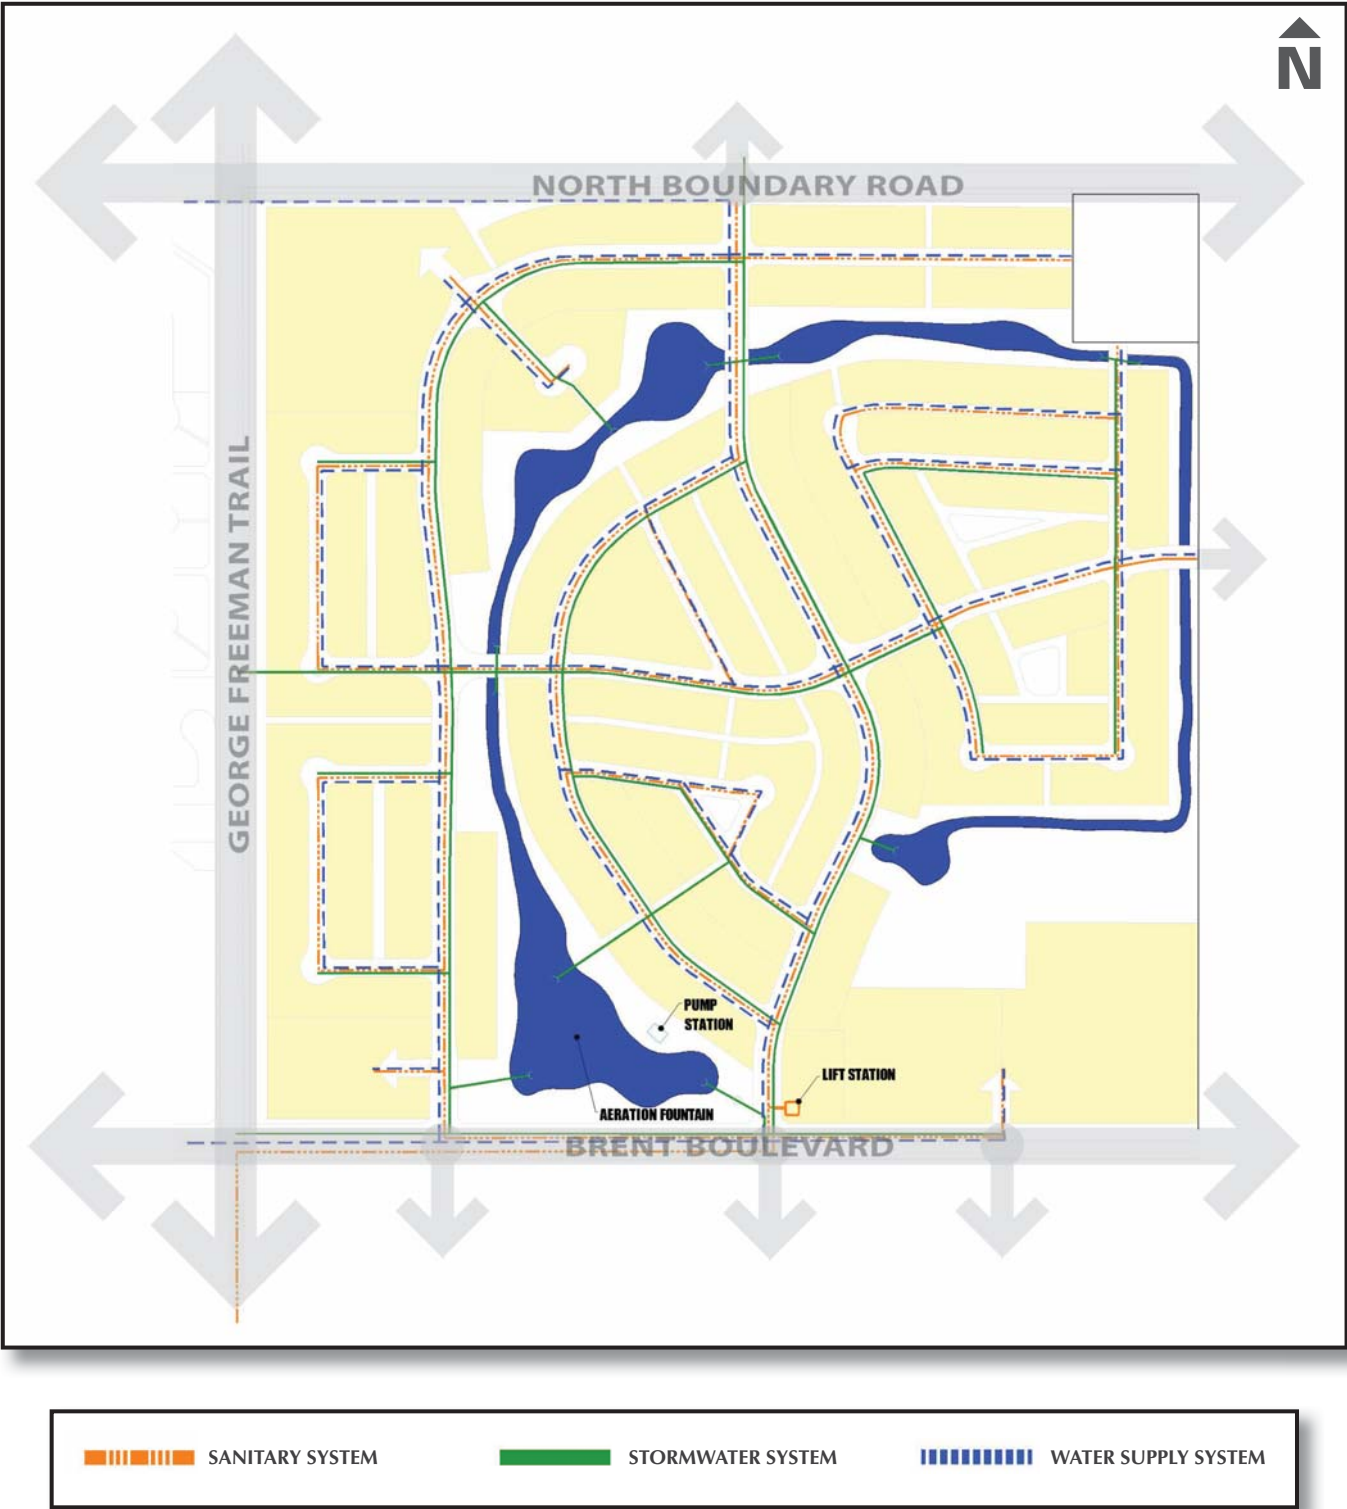 N
NORTH BOUNDARY ROAD
GEORGE FREEMAN TRAIL
PUMP
STATION
LIFT STATION
AERATION FOUNTAIN
BRENT BOULEVARD
SANITARY SYSTEM
STORMWATER SYSTEM
WATER SUPPLY SYSTEM